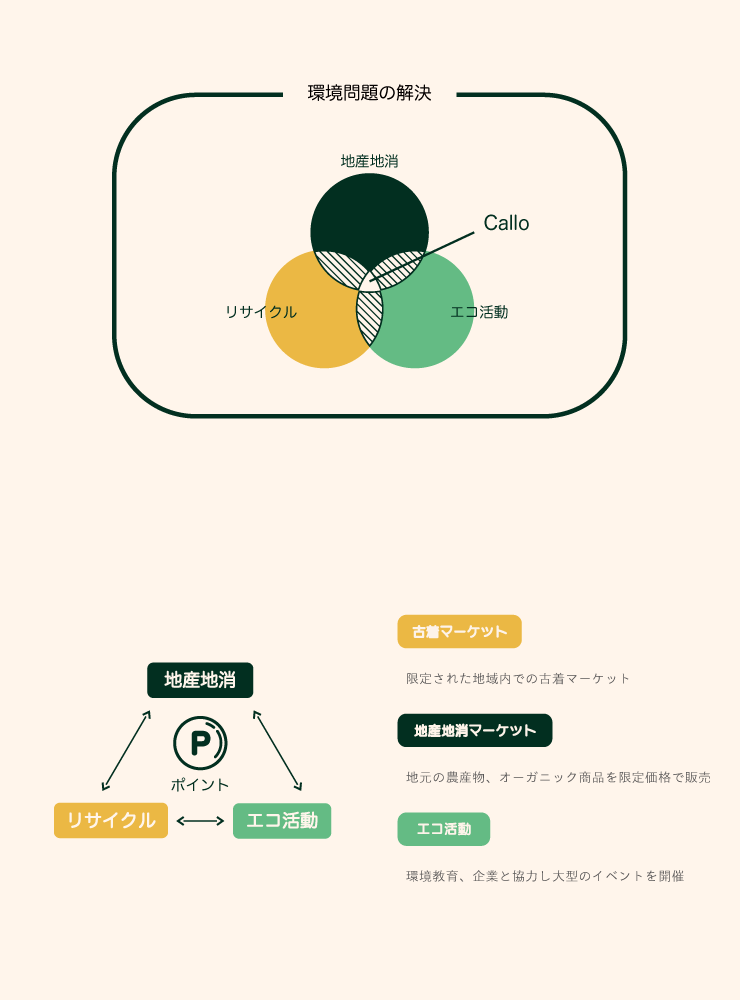 環境問題の解決
地産地消
Callo
リサイクル
エコ活動
地産地消
P
ポイント
リサイクル
エコ活動
古着マーケット
限定された地域内での古着マーケット
地産地消マーケット
地元の農産物、オーガニック商品を限定価格で販売
エコ活動
環境教育、企業と協力し大型のイベントを開催